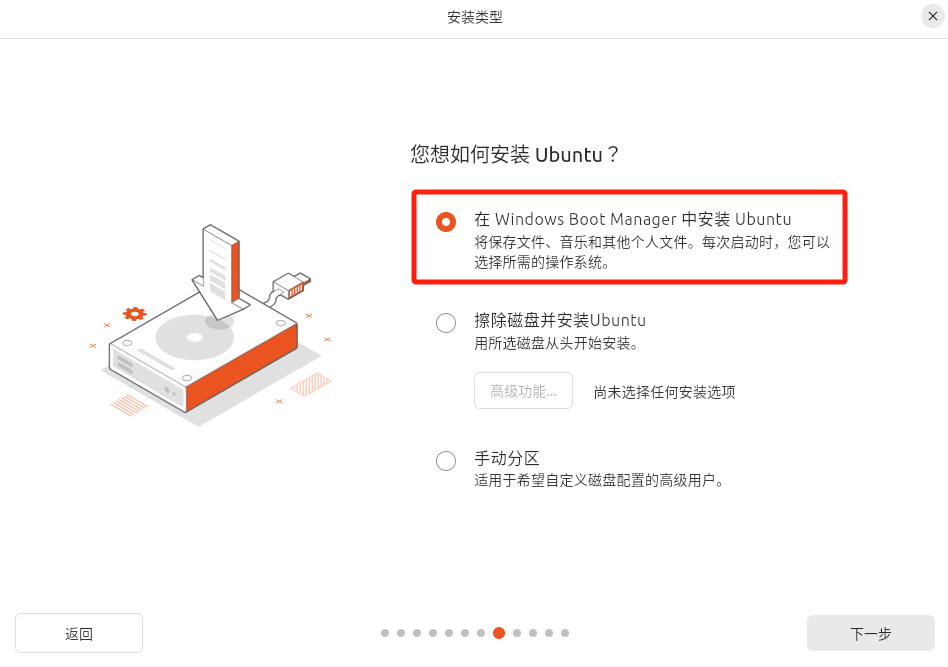 安装类型
您想如何安装 Ubuntu？
在 Windows Boot Manager 中安装 Ubuntu
将保存文件、音乐和其他个人文件。每次启动时，您可以
选择所需的操作系统。
擦除磁盘并安装Ubuntu
用所选磁盘从头开始安装。
高级功能...
尚未选择任何安装选项
手动分区
适用于希望自定义磁盘配置的高级用户。
返回
下一步